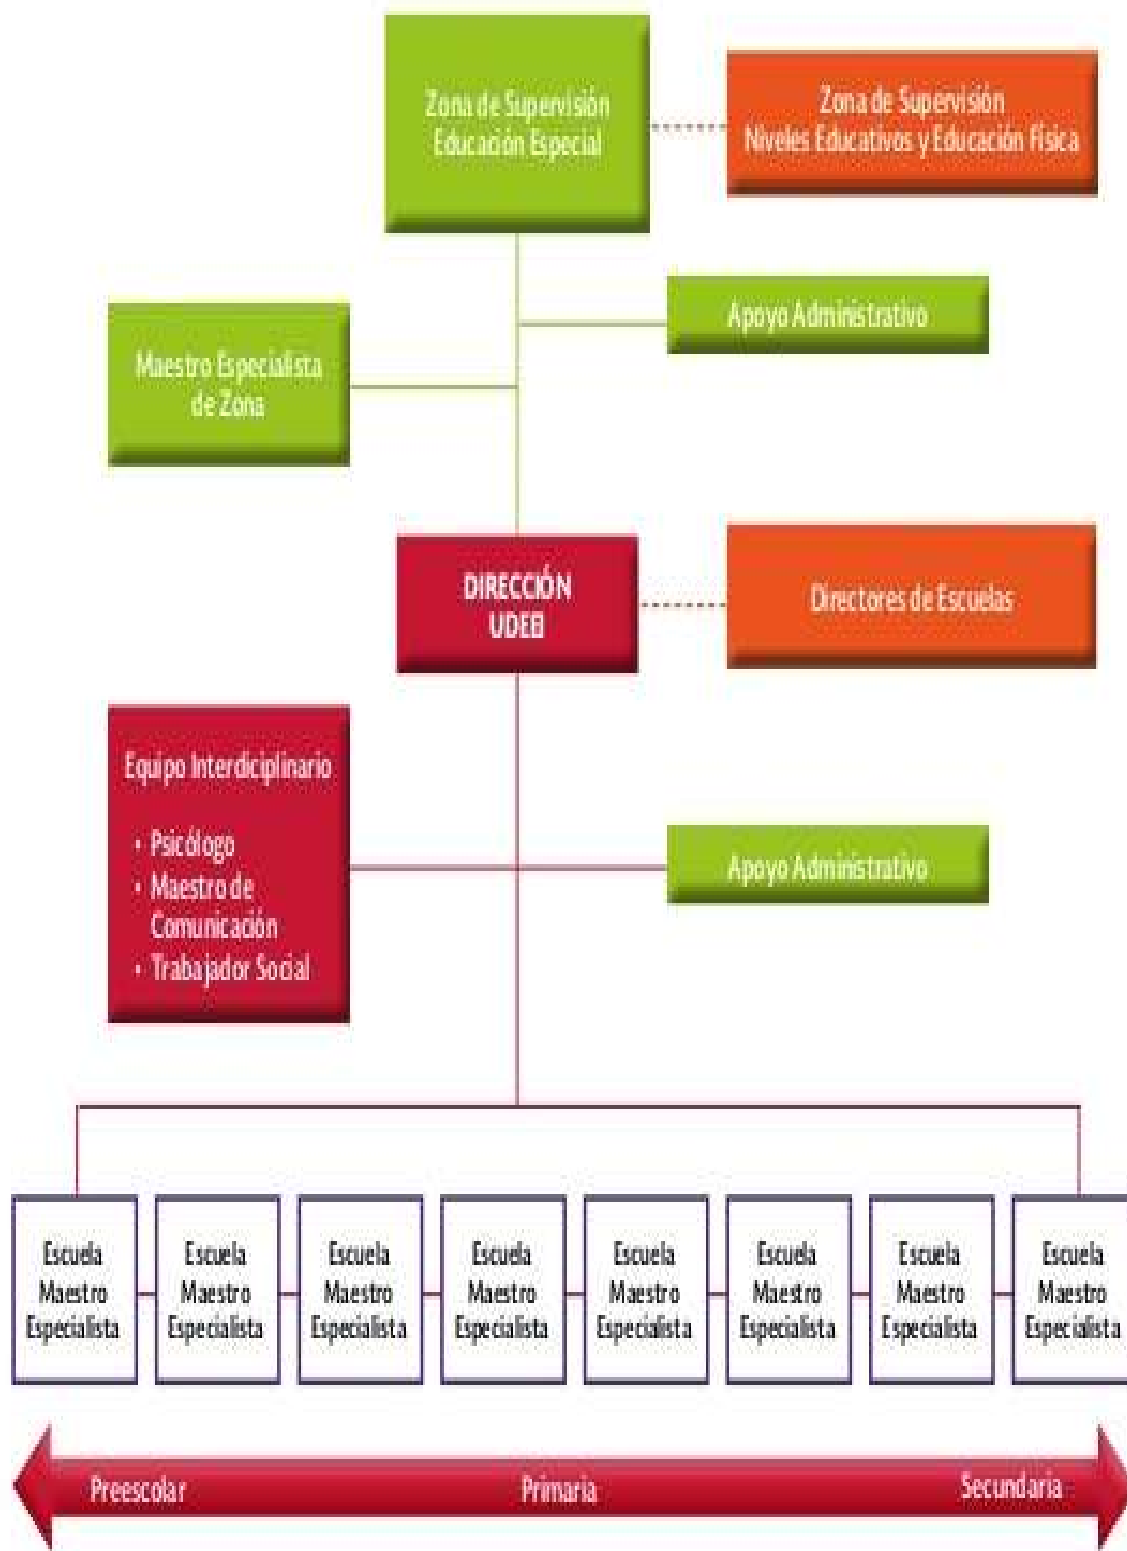 Zona de Supervisión
Educación Especial
Zona de Supervisión
Niveles Educativos y Educación Física
Apoyo Administrativo
Maestro Especialista
de Zona
DIRECCIÓN
UDEEI
Directores de Escuelas
Equipo Interdiciplinario
• Psicólogo
• Maestro de
Comunicación
• Trabajador Social
Apoyo Administrativo
Escuela
Maestro
Especialista
Escuela
Maestro
Especialista
Escuela
Maestro
Especialista
Escuela
Maestro
Especialista
Escuela
Maestro
Especialista
Escuela
Maestro
Especialista
Escuela
Maestro
Especialista
Escuela
Maestro
Especialista
Preescolar
Primaria
Secundaria